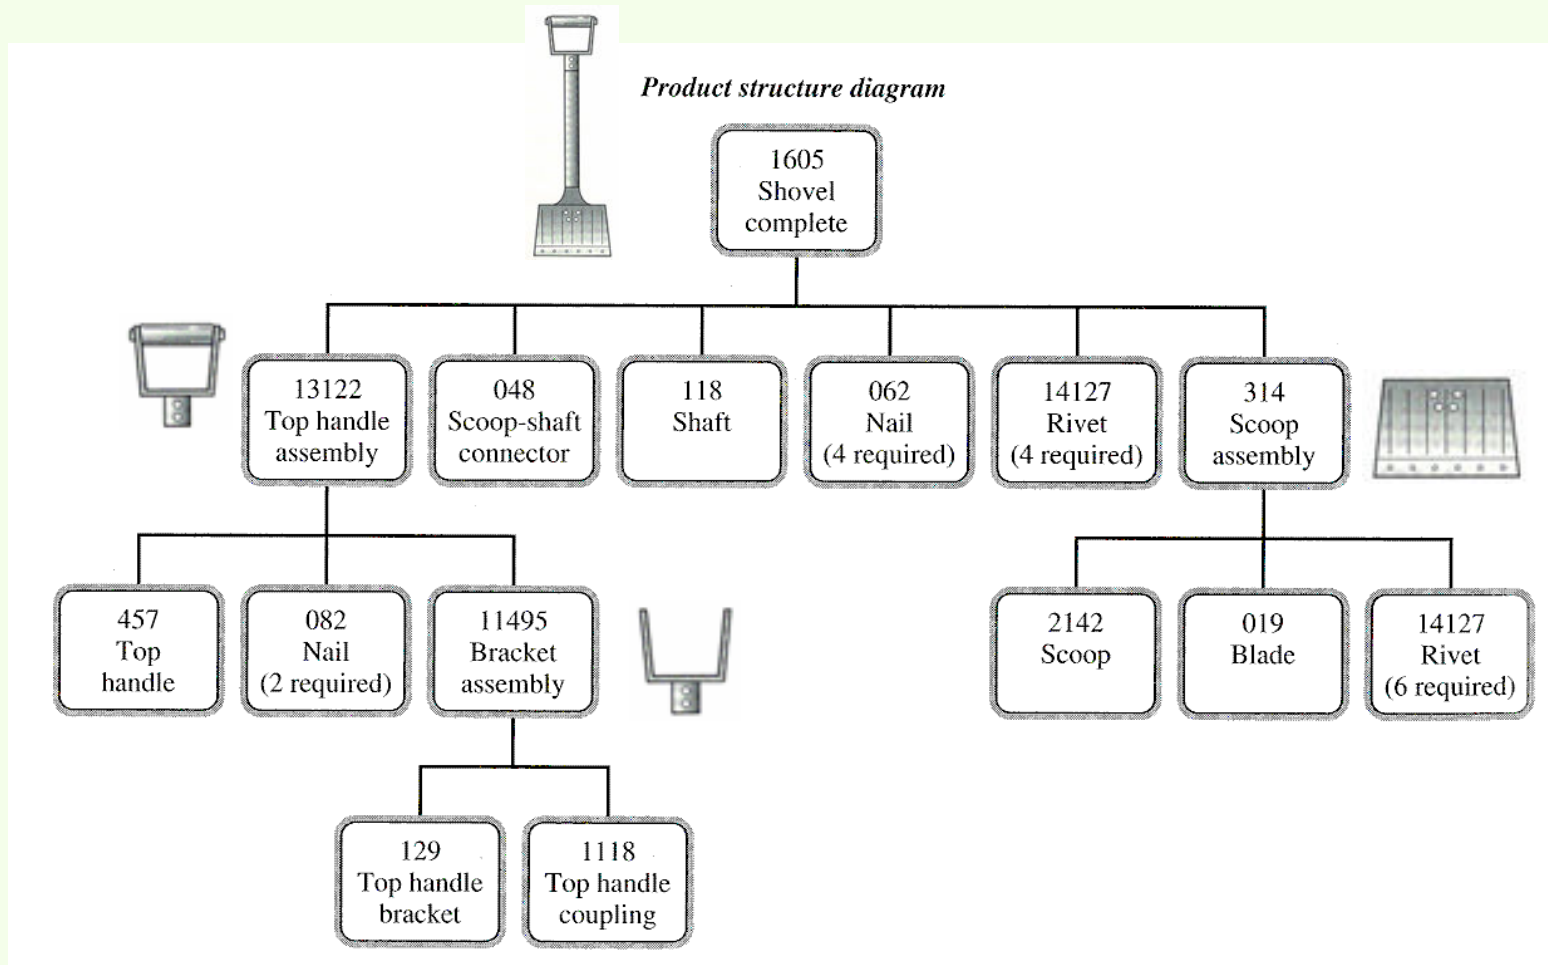 Product structure diagram
1605
Shovel
complete
13122
Top handle
assembly
048
Scoop-shaft
connector
118
Shaft
062
Nail
(4 required)
14127
Rivet
(4 required)
314
Scoop
assembly
457
Top
handle
082
Nail
(2 required)
11495
Bracket
assembly
2142
Scoop
019
Blade
14127
Rivet
(6 required)
129
Top handle
bracket
1118
Top handle
coupling